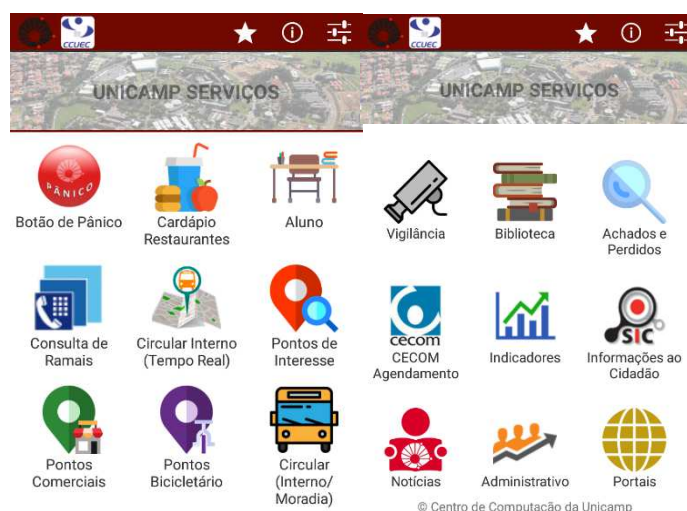 CCUEC
UNICAMP SERVIÇOS
PÂNICO
Botão de Pânico
Cardápio
Restaurantes
Aluno
Consulta de
Ramais
Circular Interno
(Tempo Real)
Pontos de
Interesse
Pontos
Comerciais
Pontos
Bicicletário
Circular
(Interno/
Moradia)
CCUEC
UNICAMP SERVIÇOS
Vigilância
Biblioteca
Achados e
Perdidos
cecom
CECOM
Agendamento
Indicadores
SIC
Informações ao
Cidadão
Notícias
Administrativo
Portais
© Centro de Computação da Unicamp